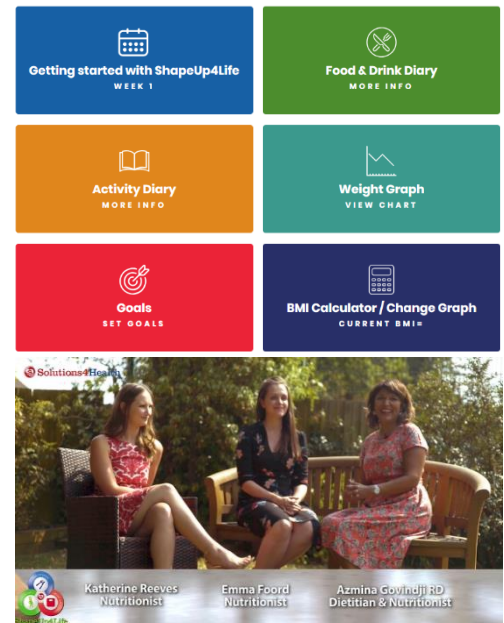 Getting started with ShapeUp4Life
WEEK 1
Food & Drink Diary
MORE INFO
Activity Diary
MORE INFO
Weight Graph
VIEW CHART
Goals
SET GOALS
BMI Calculator / Change Graph
CURRENT BMI=
Solutions4Health
Katherine Reeves
Nutritionist
Emma Foord
Nutritionist
Azmina Govindji RD
Dietitian & Nutritionist
ShapeUp4Life